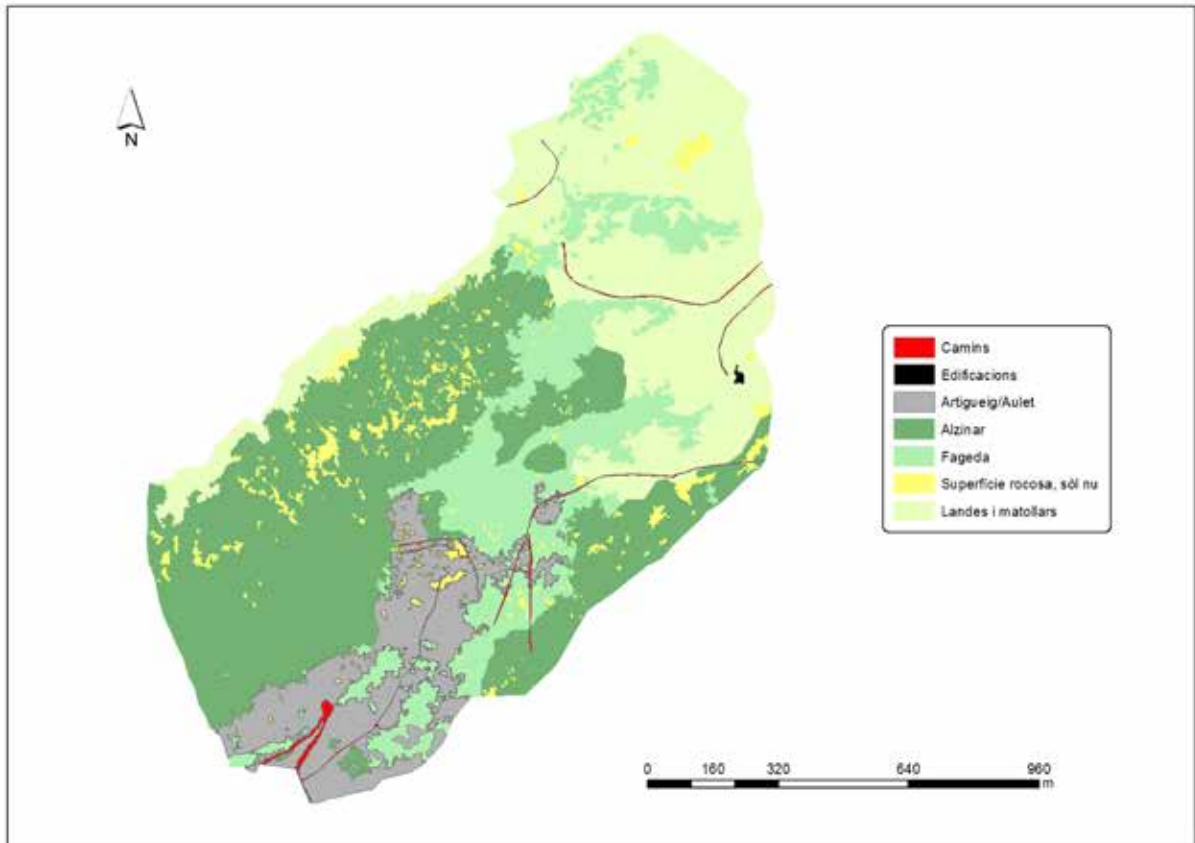 N
Camins
Edificacions
Artigueig/Aulet
Alzinar
Fageda
Superfície rocosa, sòl nu
Landes i matollars
0 160 320 640 960
m